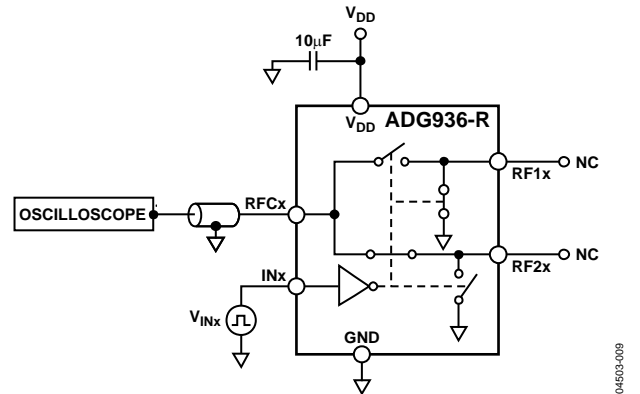 VDD
10μF
VDD
ADG936-R
RF1x
NC
OSCILLOSCOPE
RFCx
RF2x
NC
INx
VINx
GND
04503-009